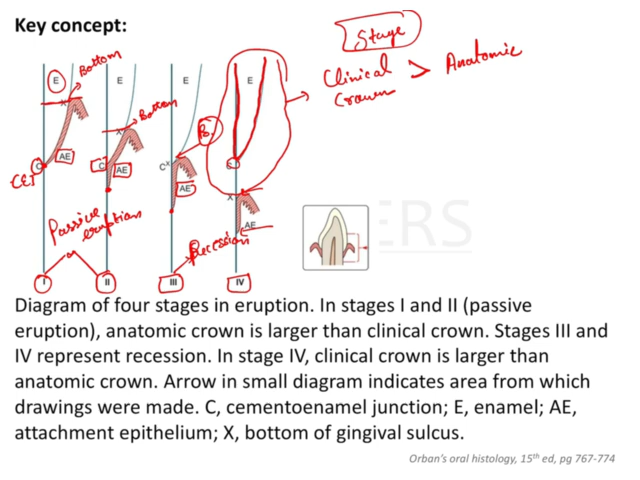 Key concept:
Stage
Clinical Crown > Anatomic
Bottom
E
E
E
E
Bottom
B.
C
AE
C
AE
C X
AE
C
X
AE
CEJ
Passive eruption
Recession
I
II
III
IV
ERS
Diagram of four stages in eruption. In stages I and II (passive
eruption), anatomic crown is larger than clinical crown. Stages III and
IV represent recession. In stage IV, clinical crown is larger than
anatomic crown. Arrow in small diagram indicates area from which
drawings were made. C, cementoenamel junction; E, enamel; AE,
attachment epithelium; X, bottom of gingival sulcus.
Orban's oral histology, 15th ed, pg 767-774